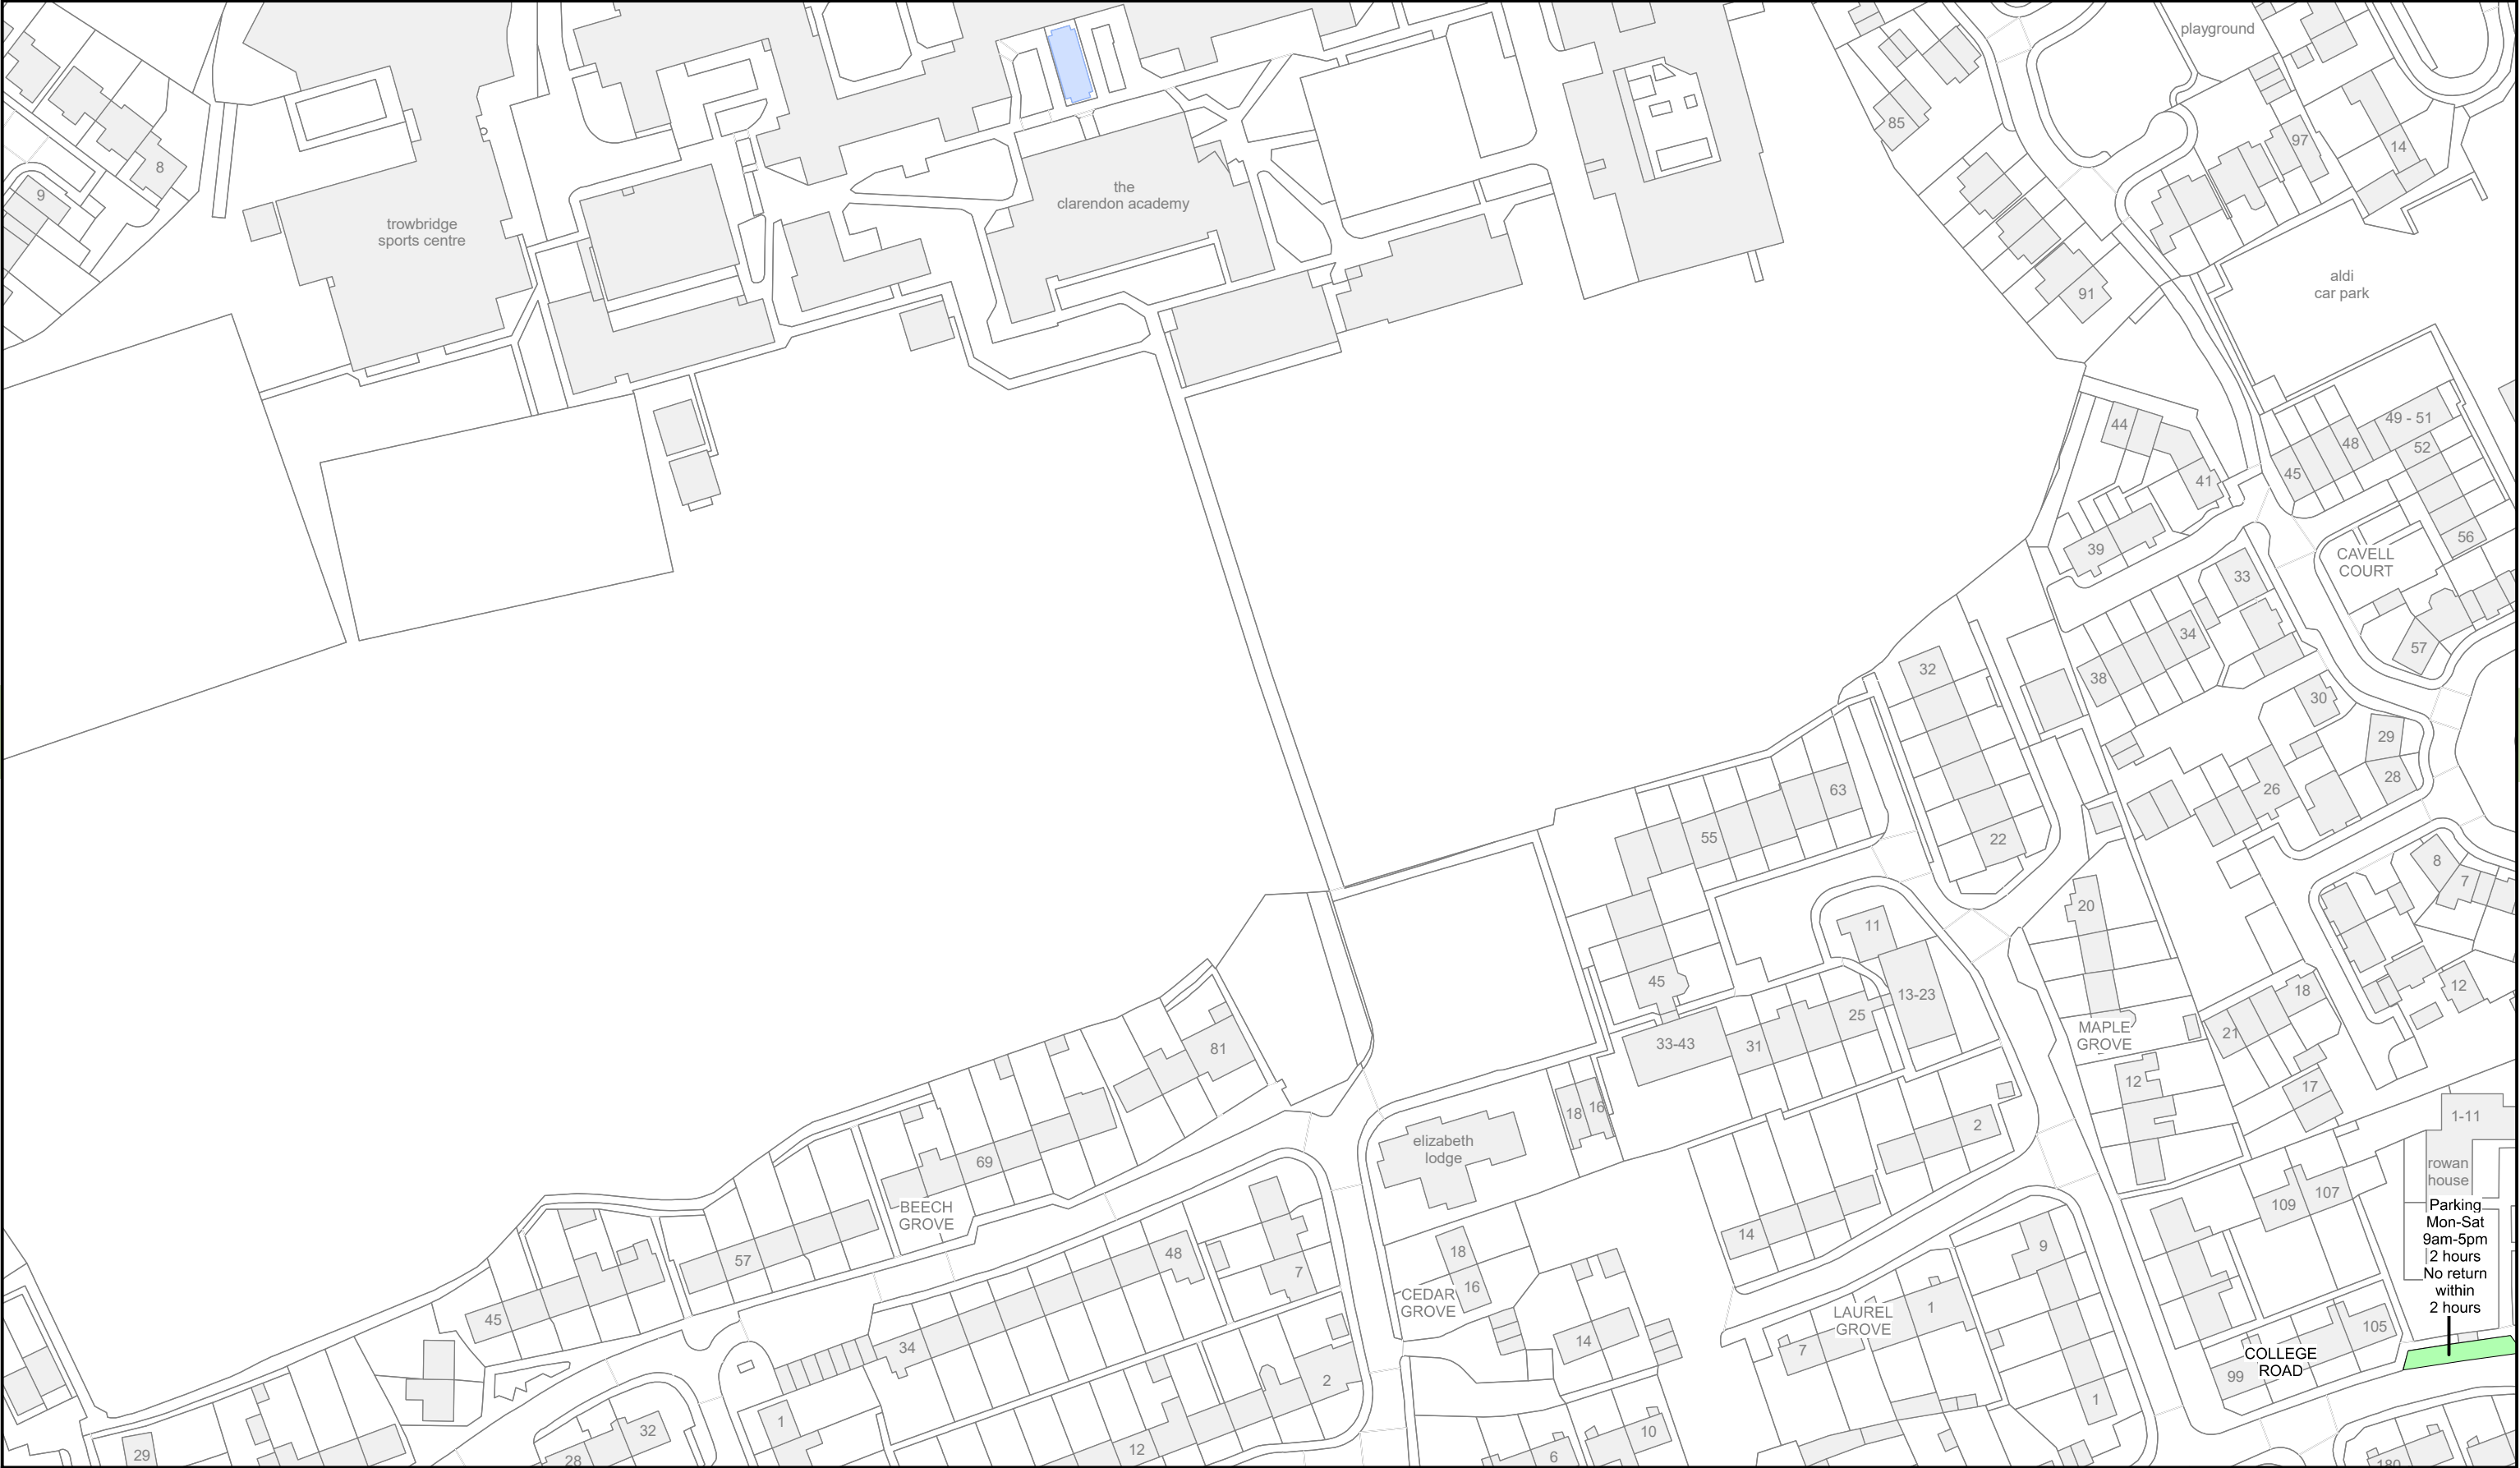 playground
85
97
14
8
9
the
clarendon academy
trowbridge
sports centre
aldi
car park
91
44
49 - 51
48
52
45
41
56
39
CAVELL
COURT
33
34
57
32
38
30
29
28
26
63
55
22
8
7
20
11
45
13-23
12
18
25
31
33-43
MAPLE
GROVE
21
81
12
17
18
16
2
1-11
elizabeth
lodge
69
rowan
house
107
109
BEECH
GROVE
Parking
Mon-Sat
9am-5pm
2 hours
No return
within
2 hours
14
9
48
18
57
7
16
CEDAR
GROVE
1
LAUREL
GROVE
45
105
14
34
7
COLLEGE
ROAD
99
2
1
1
32
10
12
29
6
28
180